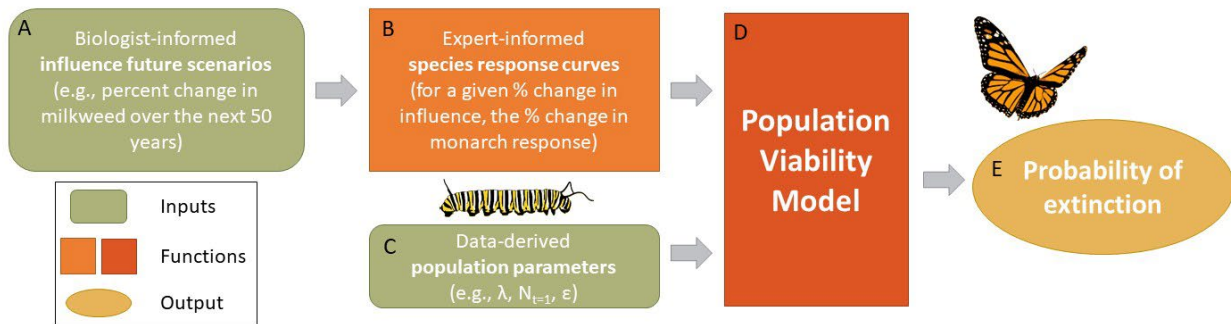 A
Biologist-informed
influence future scenarios
(e.g., percent change in
milkweed over the next 50
years)
B
Expert-informed
species response curves
(for a given % change in
influence, the % change in
monarch response)
C
Data-derived
population parameters
(e.g., λ, Nₜ₌₁, ε)
D
Population
Viability
Model
E
Probability of
extinction
Inputs
Functions
Output